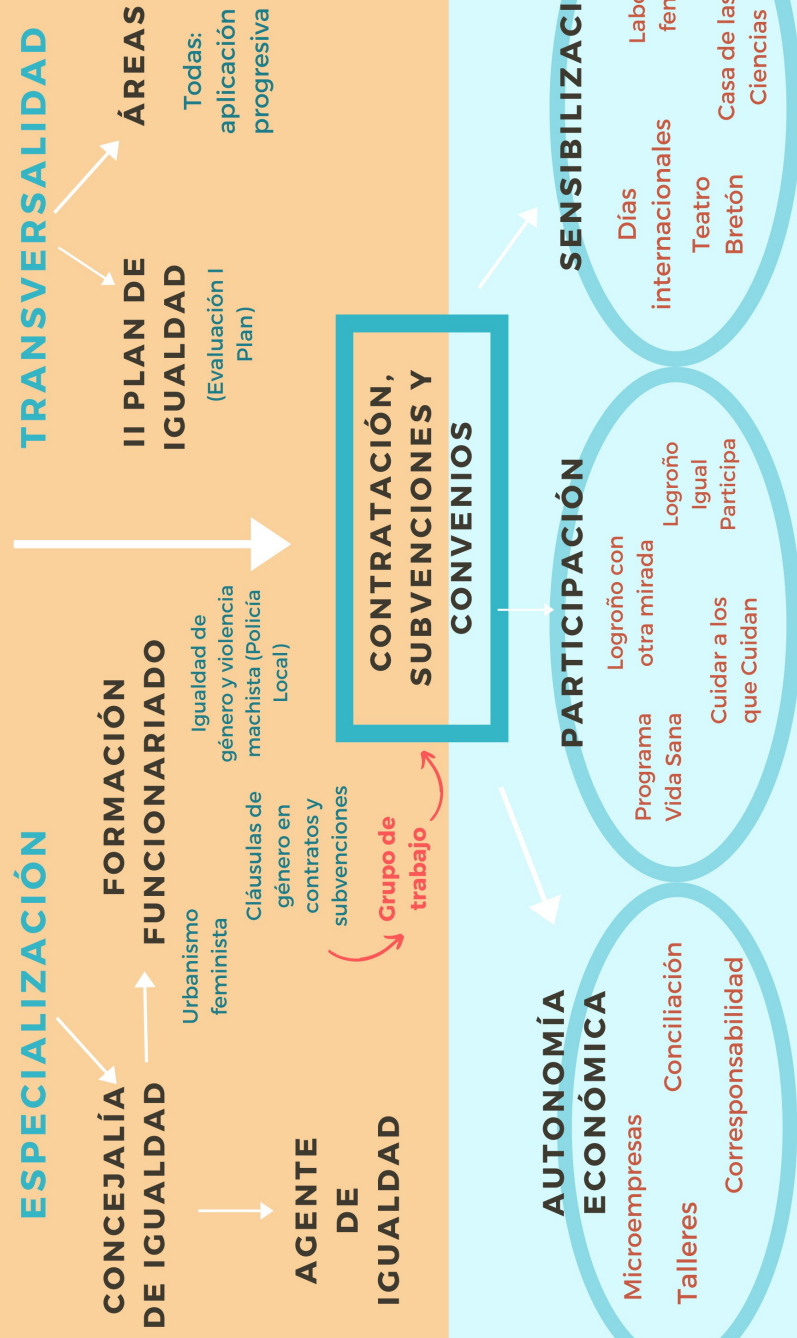 ESPECIALIZACIÓN
TRANSVERSALIDAD
CONCEJALÍA
DE IGUALDAD
FORMACIÓN
FUNCIONARIADO
II PLAN DE
IGUALDAD
(Evaluación I
Plan)
ÁREAS
Todas:
aplicación
progresiva
Urbanismo
feminista
Cláusulas de
género en
contratos y
subvenciones
Igualdad de
género y violencia
machista (Policía
Local)
AGENTE
DE
IGUALDAD
Grupo de
trabajo
CONTRATACIÓN,
SUBVENCIONES Y
CONVENIOS
AUTONOMÍA
ECONÓMICA
Microempresas
Talleres
Conciliación
Corresponsabilidad
PARTICIPACIÓN
Programa
Vida Sana
Logroño con
otra mirada
Cuidar a los
que Cuidan
Logroño
Igual
Participa
SENSIBILIZACI
Días
internacionales
Teatro
Bretón
Labo
fem
Casa de las
Ciencias